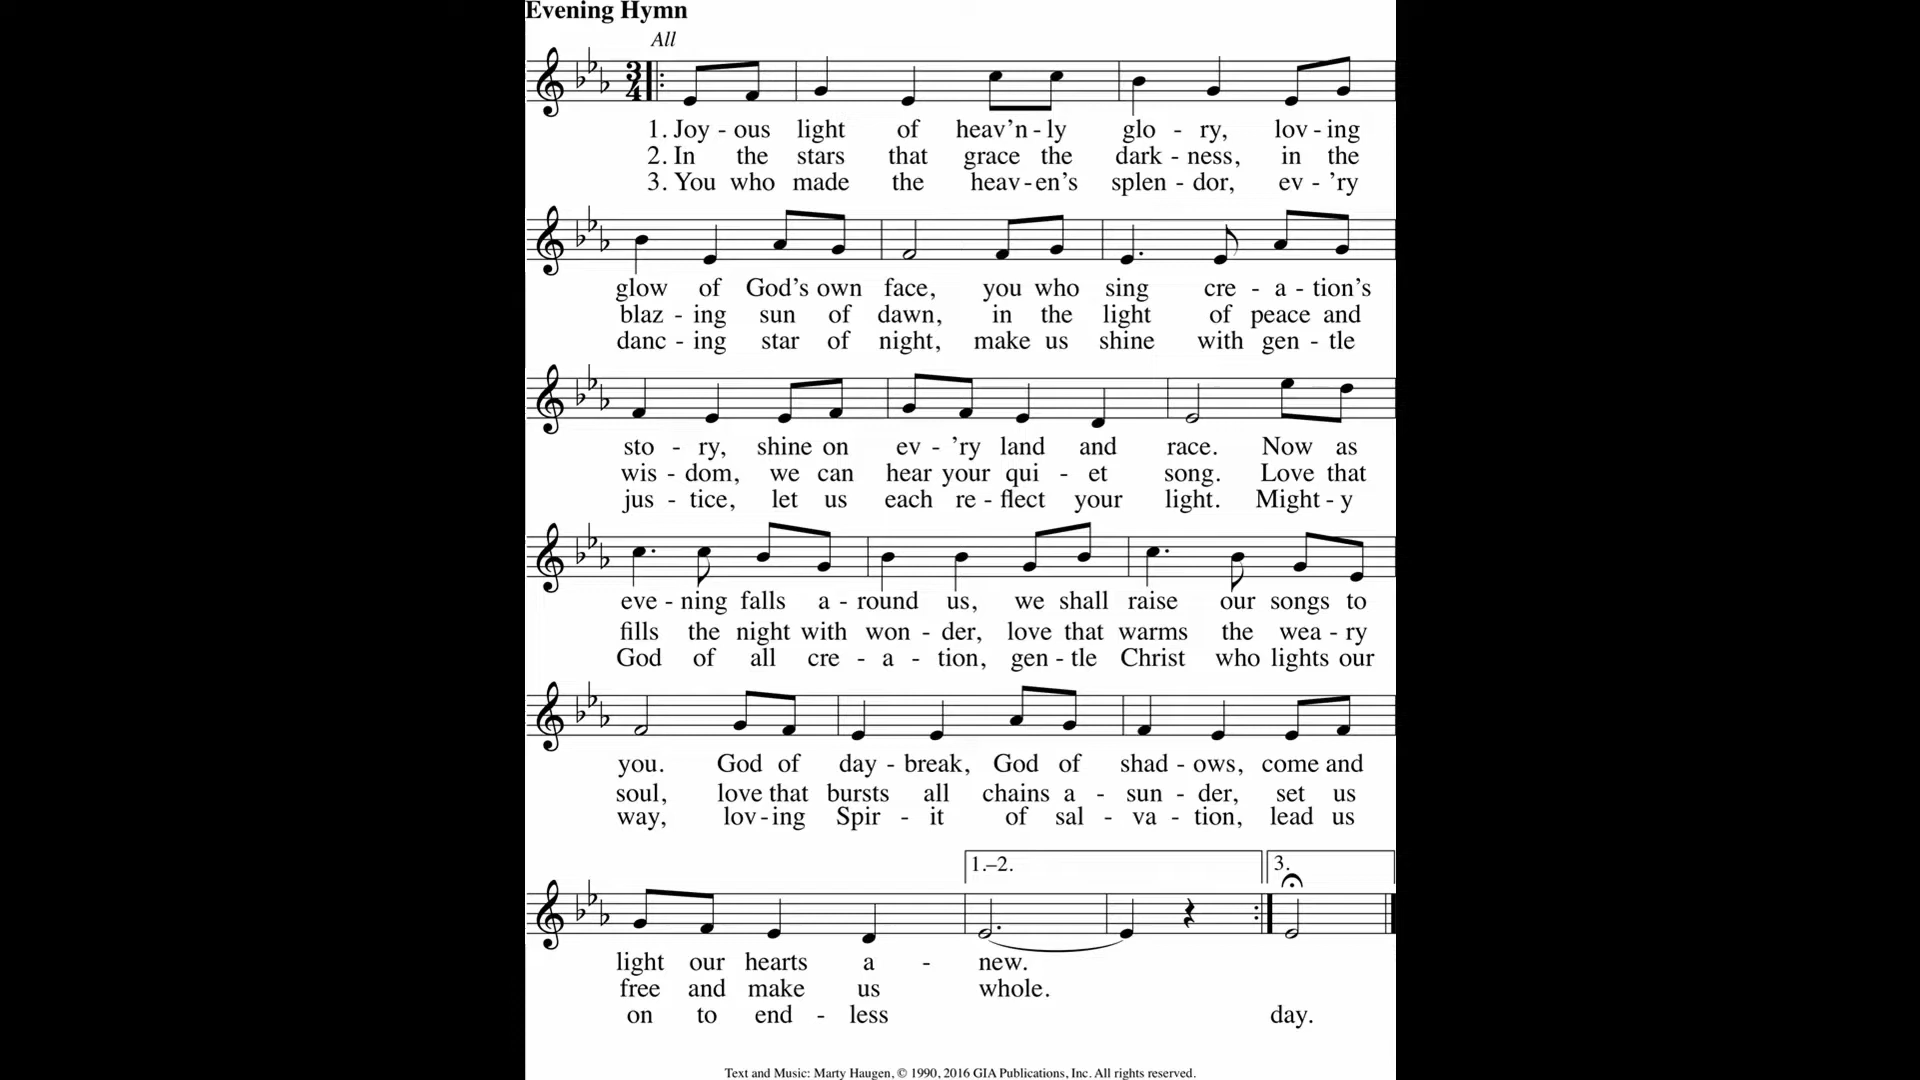 Evening Hymn
All
3
4
1. Joy - ous light of heav’n - ly glo - ry, lov - ing
2. In the stars that grace the dark - ness, in the
3. You who made the heav - en’s splen - dor, ev - ’ry
glow of God’s own face, you who sing cre - a - tion’s
blaz - ing sun of dawn, in the light of peace and
danc - ing star of night, make us shine with gen - tle
sto - ry, shine on ev - ’ry land and race. Now as
wis - dom, we can hear your qui - et song. Love that
jus - tice, let us each re - flect your light. Might - y
eve - ning falls a - round us, we shall raise our songs to
fills the night with won - der, love that warms the wea - ry
God of all cre - a - tion, gen - tle Christ who lights our
you. God of day - break, God of shad - ows, come and
soul, love that bursts all chains a - sun - der, set us
way, lov - ing Spir - it of sal - va - tion, lead us
1.–2. 3.
light our hearts a - new.
free and make us whole.
on to end - less day.
Text and Music: Marty Haugen, © 1990, 2016 GIA Publications, Inc. All rights reserved.